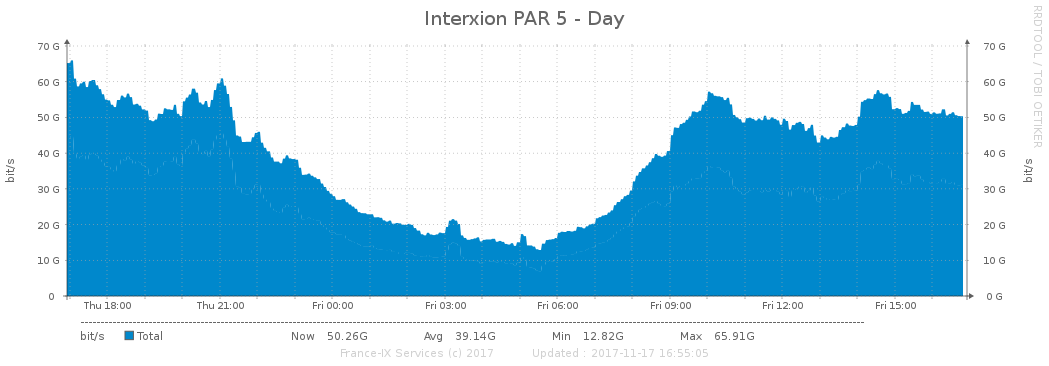 Interxion PAR 5 - Day
RRDTOOL / TOBI OETIKER
bit/s
70 G
60 G
50 G
40 G
30 G
20 G
10 G
0
70 G
60 G
50 G
40 G
30 G
20 G
10 G
0 G
bit/s
Thu 18:00 Thu 21:00 Fri 00:00 Fri 03:00 Fri 06:00 Fri 09:00 Fri 12:00 Fri 15:00
bit/s Total Now 50.26G Avg 39.14G Min 12.82G Max 65.91G
France-IX Services (c) 2017 Updated : 2017-11-17 16:55:05